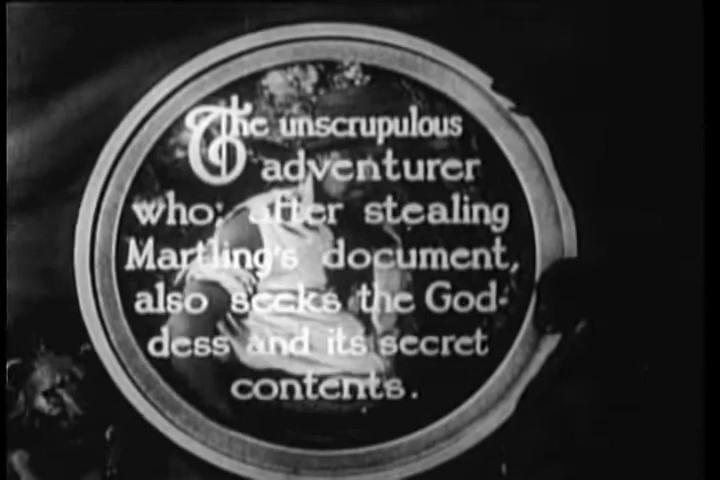 The unscrupulous
adventurer
who; after stealing
Martling's document,
also seeks the God-
dess and its secret
contents.